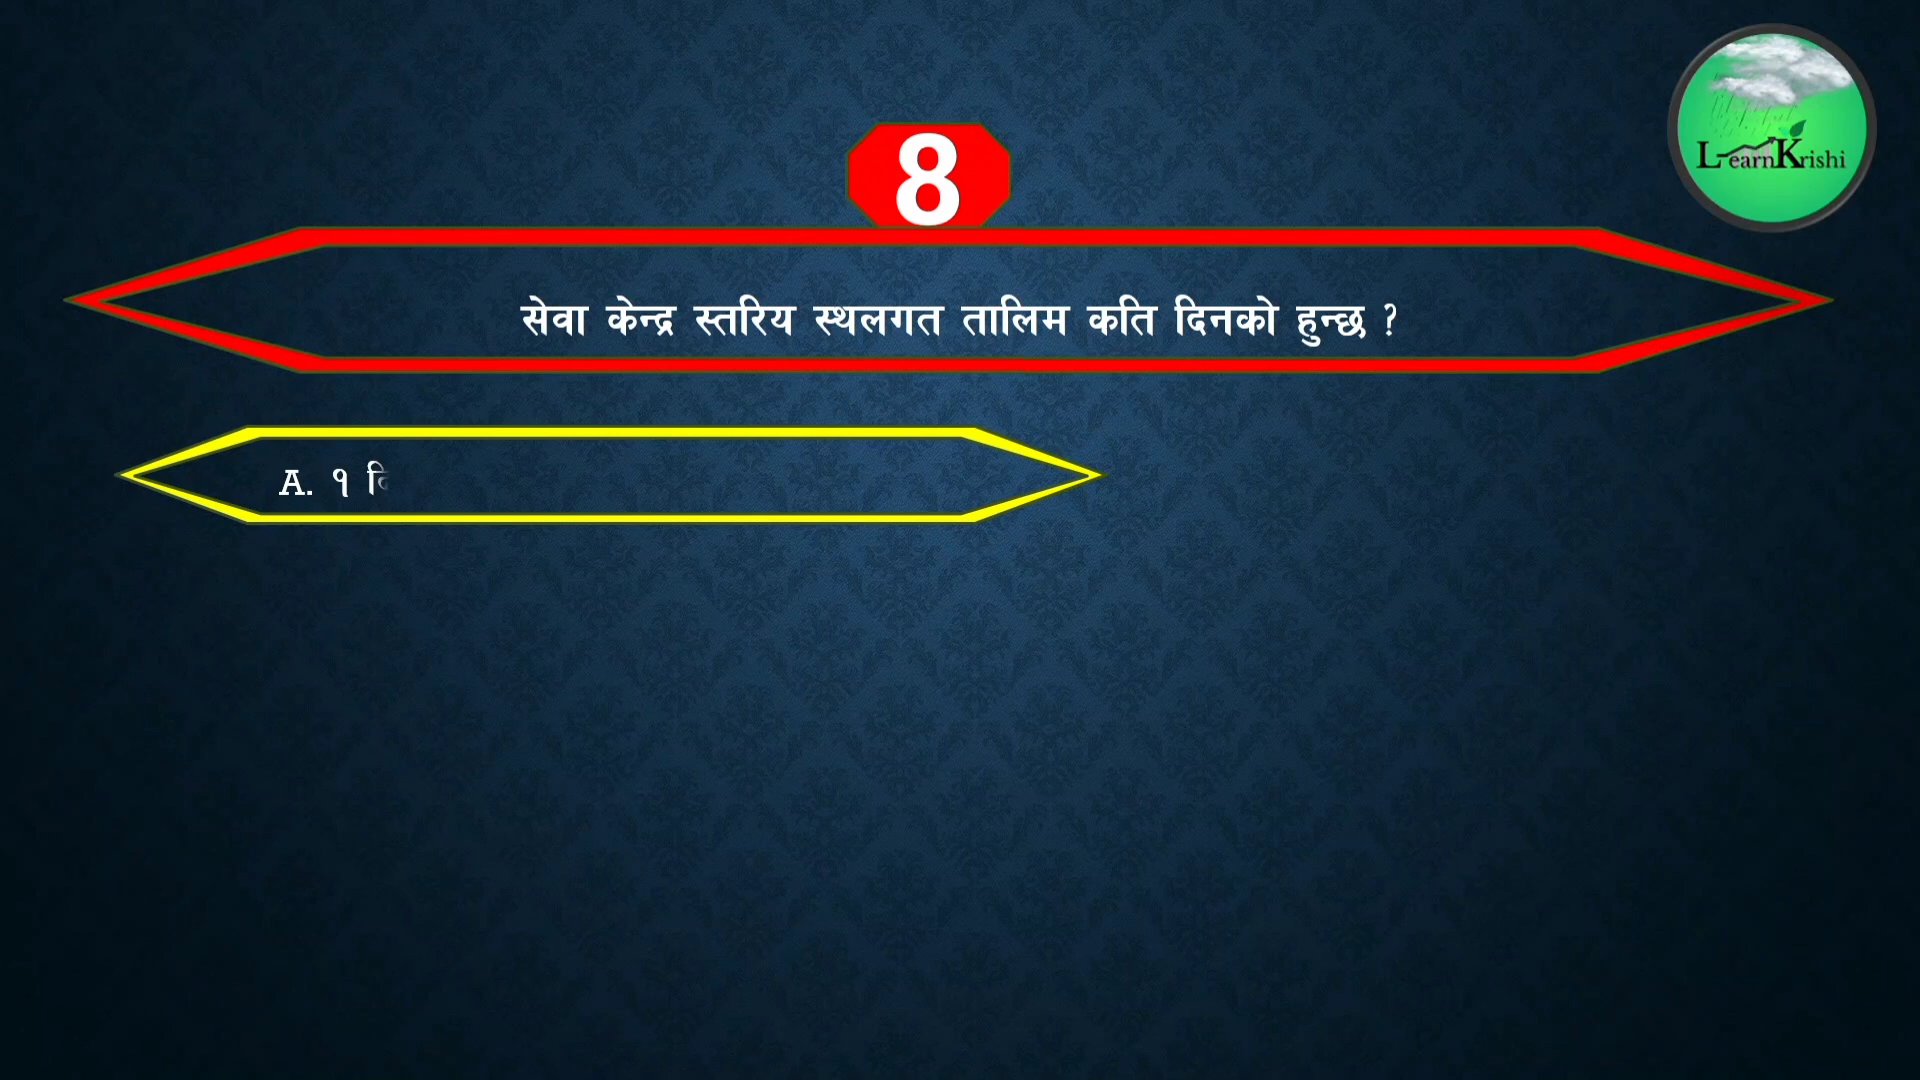 LearnKrishi
8
सेवा केन्द्र स्तरिय स्थलगत तालिम कति दिनको हुन्छ ?
A. १